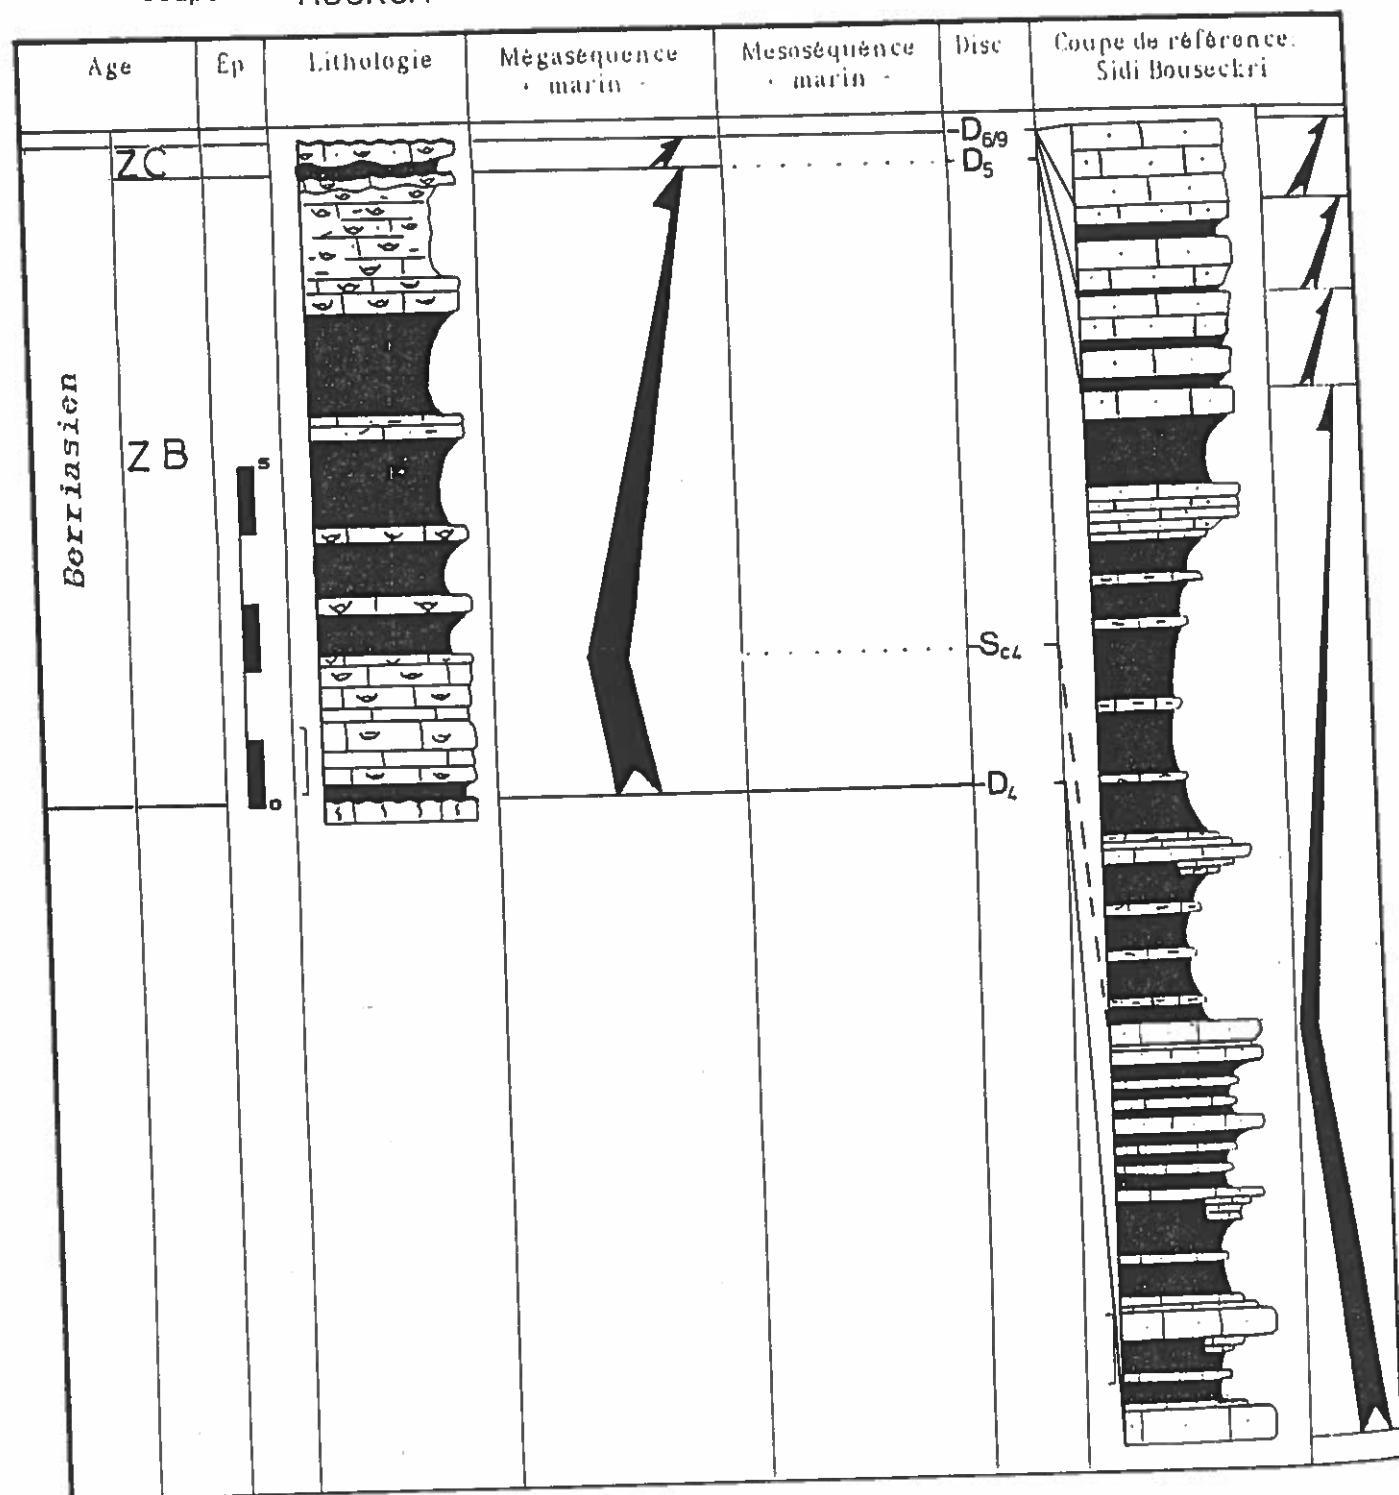 Age
Ep
Lithologie
Mégaséquence
- marin -
Mesoséquence
- marin -
Disc
Coupe de référence:
Sidi Bouseckri
ZC
D6/9
D5
Berriasien
ZB
5
Sc4
D4
0